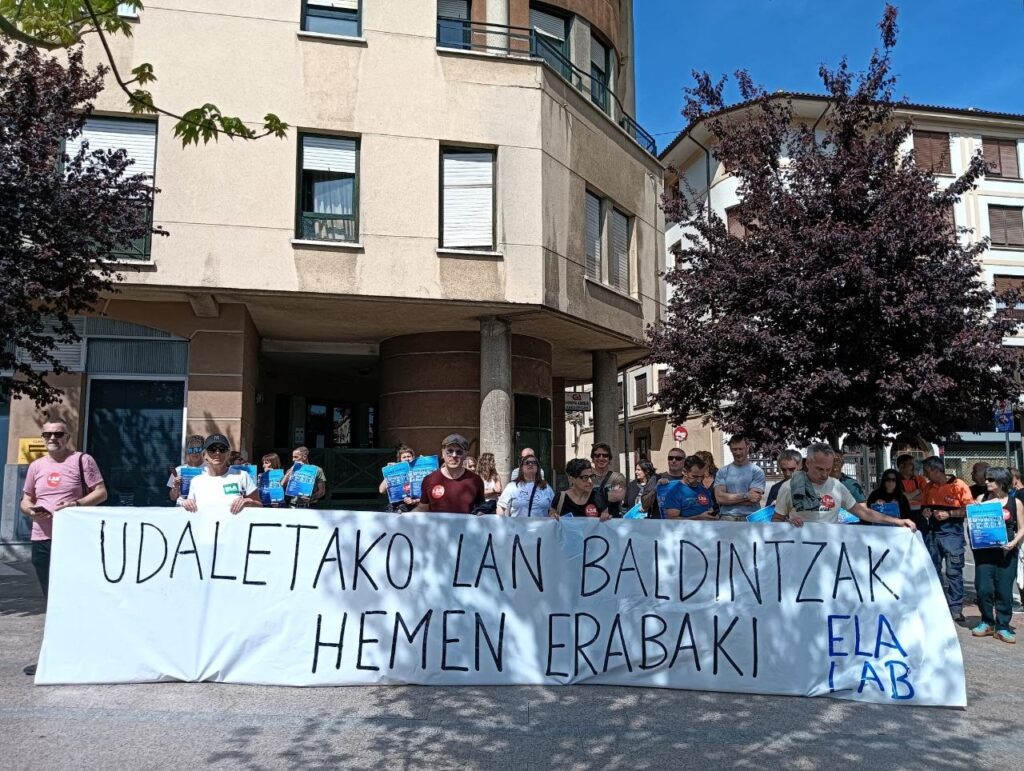 UDALETAKO LAN BALDINTZAK
HEMEN ERABAKI
ELA
LAB